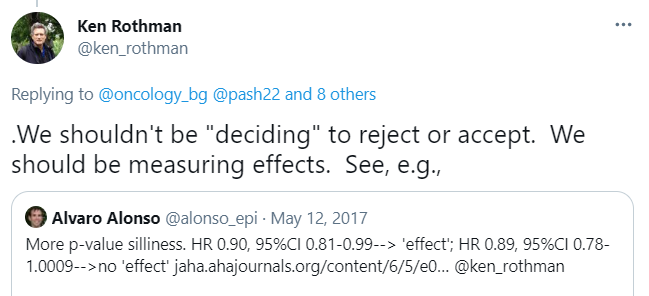 Ken Rothman
@ken_rothman
Replying to @oncology_bg @pash22 and 8 others
.We shouldn't be "deciding" to reject or accept. We
should be measuring effects. See, e.g.,
Alvaro Alonso @alonso_epi · May 12, 2017
More p-value silliness. HR 0.90, 95%CI 0.81-0.99--> 'effect'; HR 0.89, 95%CI 0.78-
1.0009-->no 'effect' jaha.ahajournals.org/content/6/5/e0... @ken_rothman